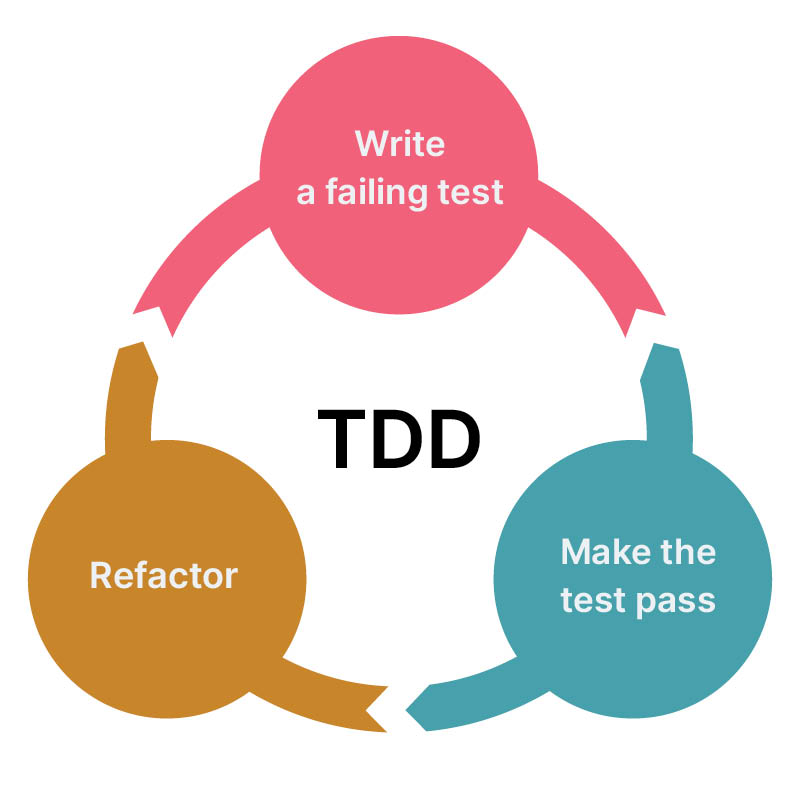 Write
a failing test
TDD
Make the
test pass
Refactor